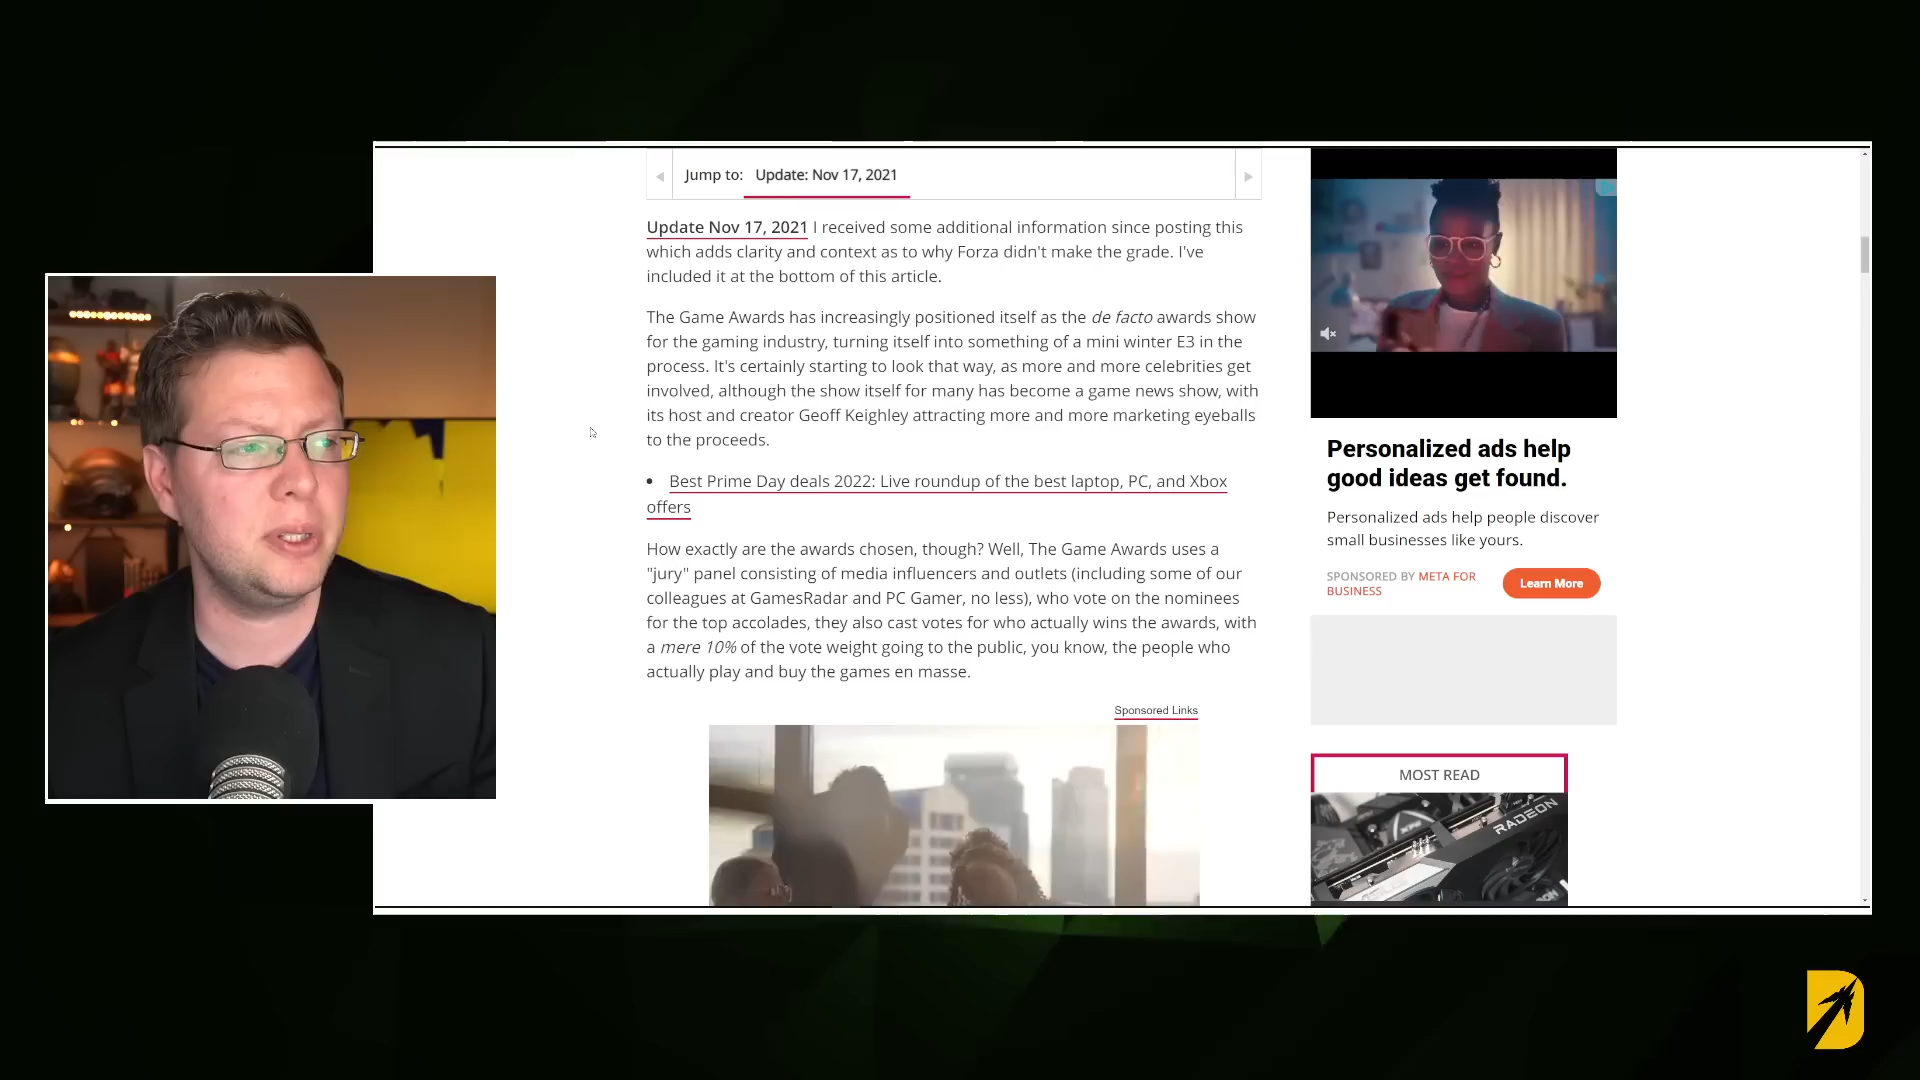 Jump to: Update: Nov 17, 2021
Update Nov 17, 2021 I received some additional information since posting this
which adds clarity and context as to why Forza didn't make the grade. I've
included it at the bottom of this article.
The Game Awards has increasingly positioned itself as the de facto awards show
for the gaming industry, turning itself into something of a mini winter E3 in the
process. It's certainly starting to look that way, as more and more celebrities get
involved, although the show itself for many has become a game news show, with
its host and creator Geoff Keighley attracting more and more marketing eyeballs
to the proceeds.
• Best Prime Day deals 2022: Live roundup of the best laptop, PC, and Xbox
offers
How exactly are the awards chosen, though? Well, The Game Awards uses a
"jury" panel consisting of media influencers and outlets (including some of our
colleagues at GamesRadar and PC Gamer, no less), who vote on the nominees
for the top accolades, they also cast votes for who actually wins the awards, with
a mere 10% of the vote weight going to the public, you know, the people who
actually play and buy the games en masse.
Sponsored Links
Personalized ads help
good ideas get found.
Personalized ads help people discover
small businesses like yours.
SPONSORED BY META FOR
BUSINESS
Learn More
MOST READ
RADEON